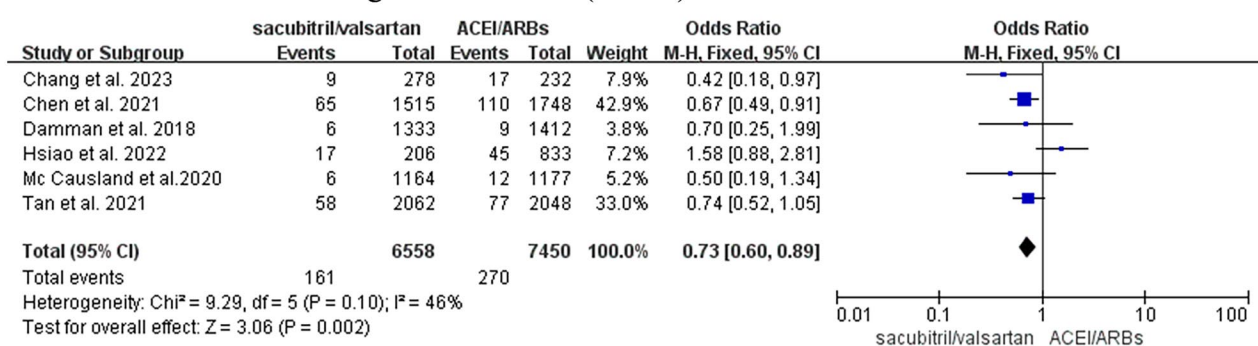 sacubitril/valsartan ACEI/ARBs Odds Ratio Odds Ratio
Study or Subgroup Events Total Events Total Weight M-H, Fixed, 95% CI M-H, Fixed, 95% CI
Chang et al. 2023 9 278 17 232 7.9% 0.42 [0.18, 0.97]
Chen et al. 2021 65 1515 110 1748 42.9% 0.67 [0.49, 0.91]
Damman et al. 2018 6 1333 9 1412 3.8% 0.70 [0.25, 1.99]
Hsiao et al. 2022 17 206 45 833 7.2% 1.58 [0.88, 2.81]
Mc Causland et al.2020 6 1164 12 1177 5.2% 0.50 [0.19, 1.34]
Tan et al. 2021 58 2062 77 2048 33.0% 0.74 [0.52, 1.05]
Total (95% CI) 6558 7450 100.0% 0.73 [0.60, 0.89]
Total events 161 270
Heterogeneity: Chi² = 9.29, df = 5 (P = 0.10); I² = 46%
Test for overall effect: Z = 3.06 (P = 0.002)
0.01 0.1 1 10 100
sacubitril/valsartan ACEI/ARBs